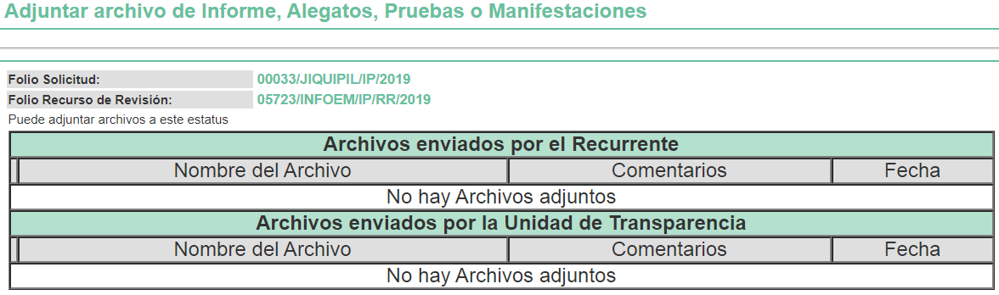 Adjuntar archivo de Informe, Alegatos, Pruebas o Manifestaciones
Folio Solicitud: 00033/JIQUIPIL/IP/2019
Folio Recurso de Revisión: 05723/INFOEM/IP/RR/2019
Puede adjuntar archivos a este estatus
Archivos enviados por el Recurrente
Nombre del Archivo Comentarios Fecha
No hay Archivos adjuntos
Archivos enviados por la Unidad de Transparencia
Nombre del Archivo Comentarios Fecha
No hay Archivos adjuntos